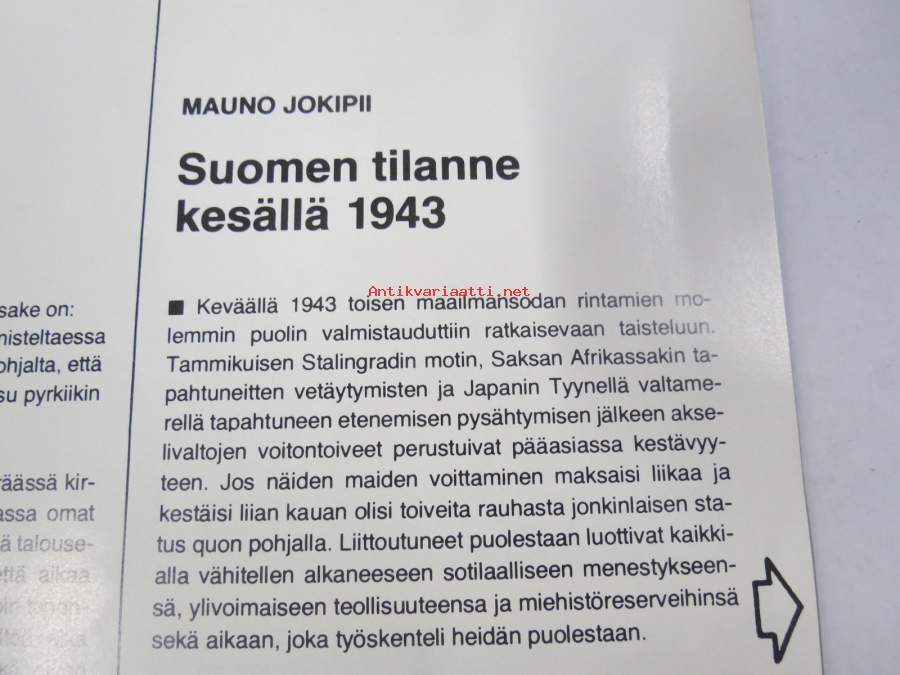 MAUNO JOKIPII
Suomen tilanne
kesällä 1943
Antikvariaatti.net
■ Keväällä 1943 toisen maailmansodan rintamien mo-
lemmin puolin valmistauduttiin ratkaisevaan taisteluun.
Tammikuisen Stalingradin motin, Saksan Afrikassakin ta-
pahtuneitten vetäytymisten ja Japanin Tyynellä valtame-
rellä tapahtuneen etenemisen pysähtymisen jälkeen akse-
livaltojen voitontoiveet perustuivat pääasiassa kestävyy-
teen. Jos näiden maiden voittaminen maksaisi liikaa ja
kestäisi liian kauan olisi toiveita rauhasta jonkinlaisen sta-
tus quon pohjalla. Liittoutuneet puolestaan luottivat kaikki-
alla vähitellen alkaneeseen sotilaalliseen menestykseen-
sä, ylivoimaiseen teollisuuteensa ja miehistöreserveihinsä
sekä aikaan, joka työskenteli heidän puolestaan.
sake on:
misteltaessa
ohjalta, että
su pyrkiikin
räässä kir-
assa omat
ä talouse-
että aikaa